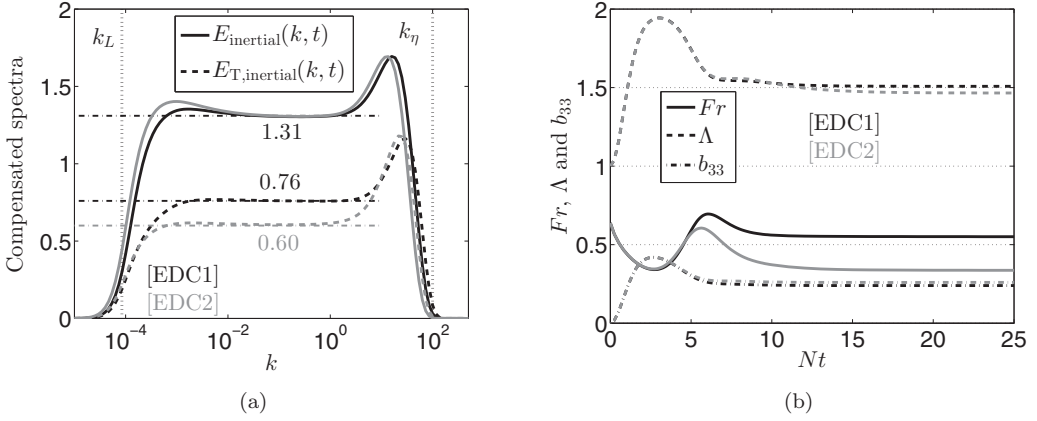 Compensated spectra
2
1.5
1
0.5
0
k_L
E_inertial(k, t)
E_T,inertial(k, t)
k_η
1.31
0.76
0.60
[EDC1]
[EDC2]
10^−4
10^−2
10^0
10^2
k
(a)
Fr, Λ and b_33
2
1.5
1
0.5
0
Fr
Λ
b_33
[EDC1]
[EDC2]
0
5
10
15
20
25
Nt
(b)